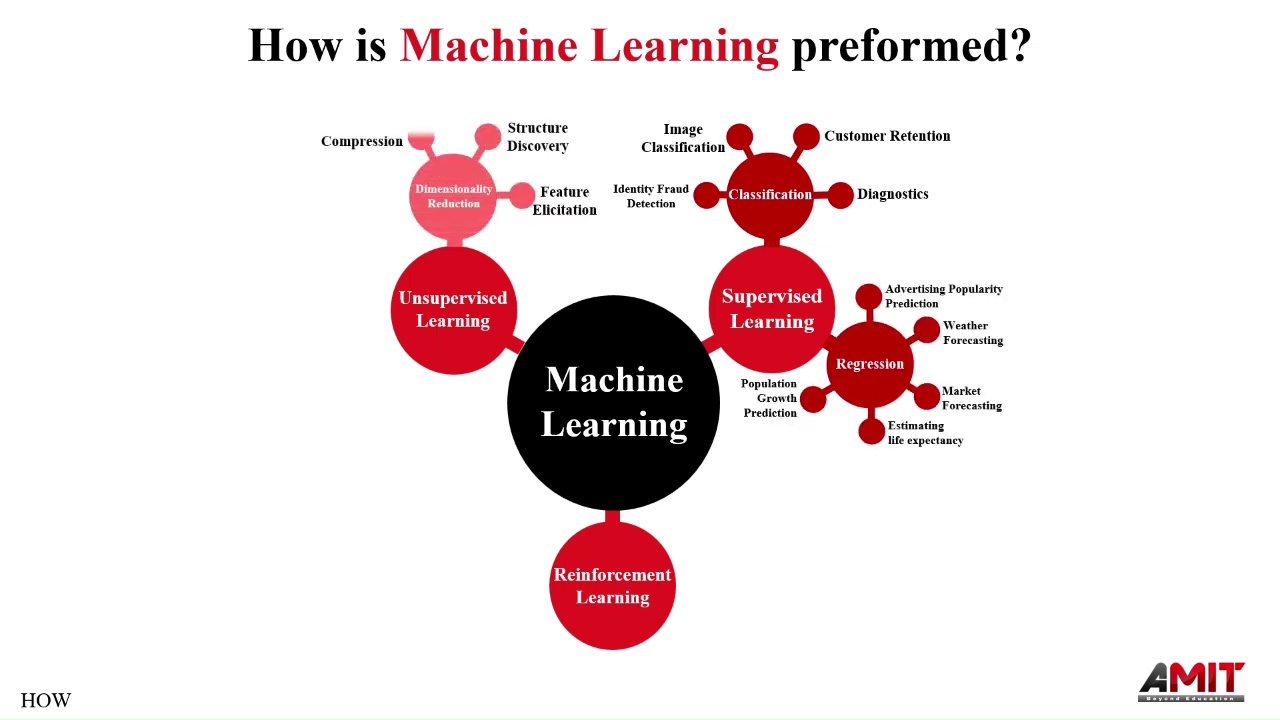 How is Machine Learning preformed?
Compression
Structure
Discovery
Dimensionality
Reduction
Feature
Elicitation
Unsupervised
Learning
Image
Classification
Customer Retention
Identity Fraud
Detection
Classification
Diagnostics
Supervised
Learning
Advertising Popularity
Prediction
Weather
Forecasting
Regression
Population
Growth
Prediction
Market
Forecasting
Estimating
life expectancy
Machine
Learning
Reinforcement
Learning
HOW
AMIT
Beyond Education